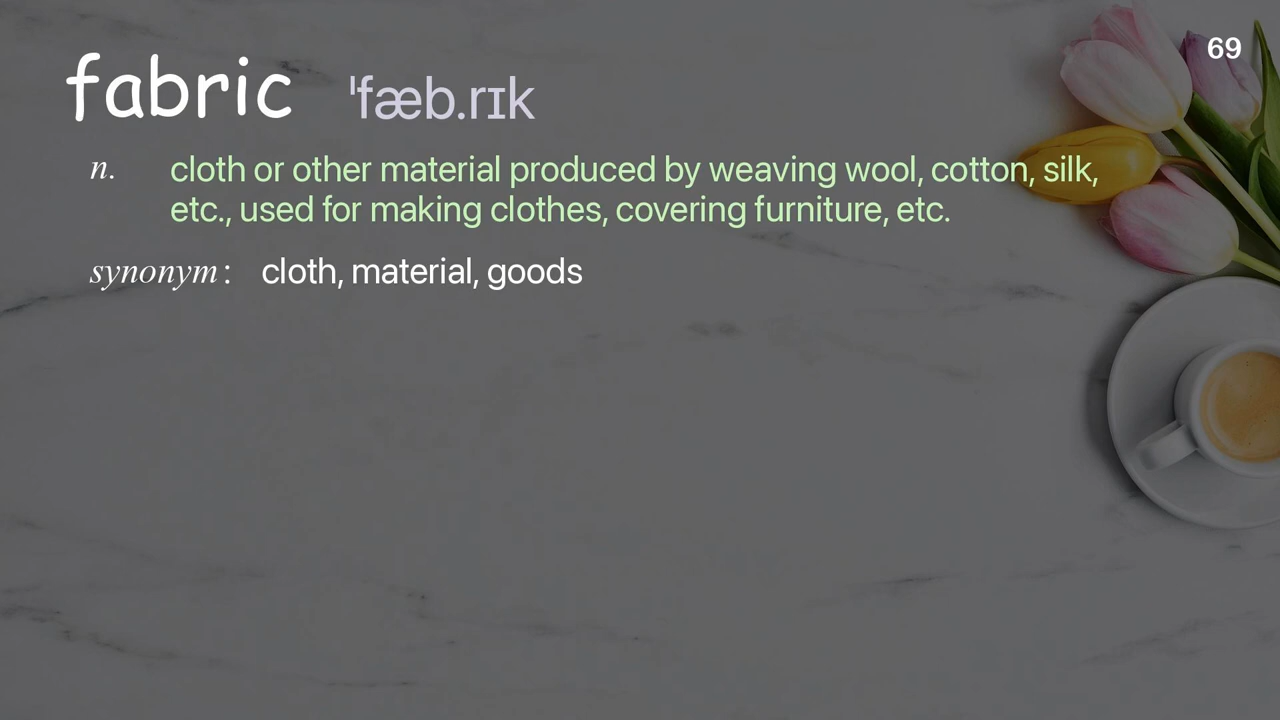 69
fabric ˈfæb.rɪk
n. cloth or other material produced by weaving wool, cotton, silk,
etc., used for making clothes, covering furniture, etc.
synonym: cloth, material, goods